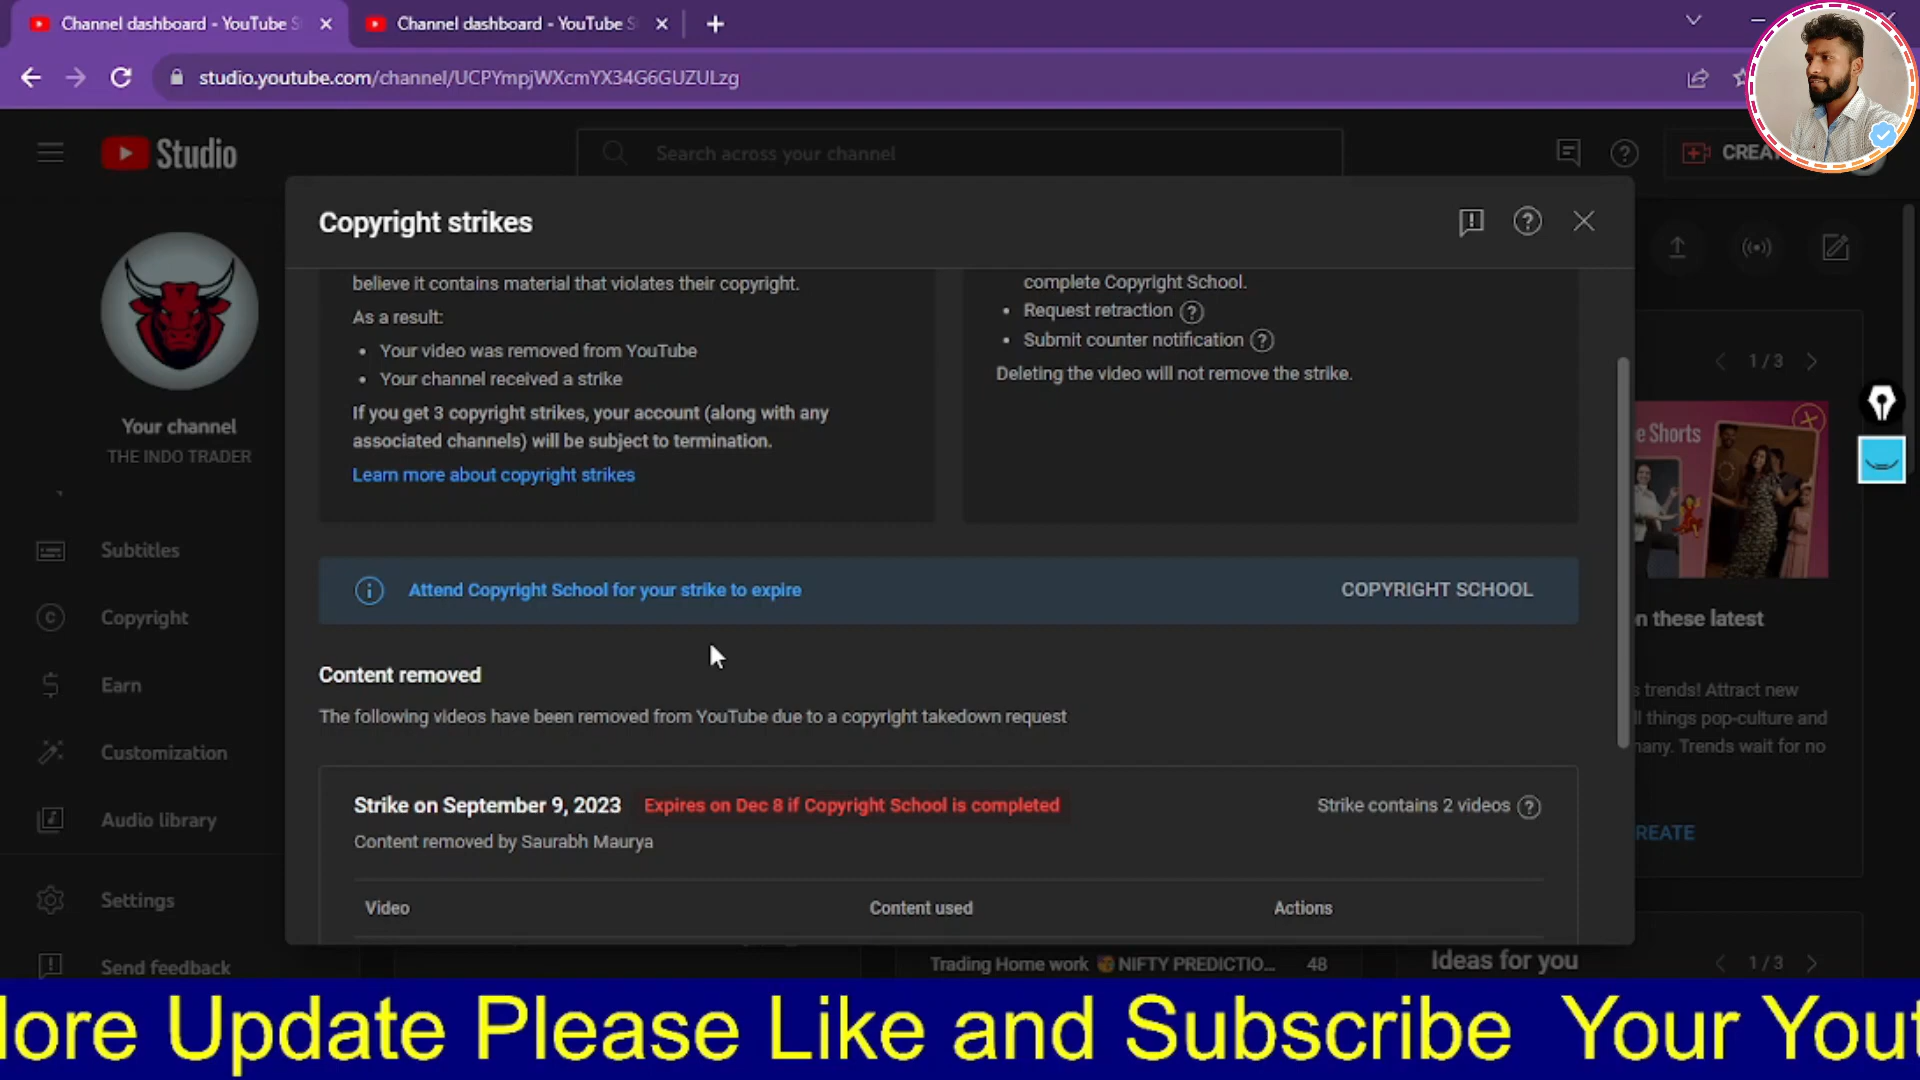 Channel dashboard - YouTube S
Channel dashboard - YouTube S
studio.youtube.com/channel/UCPYmpjWXcmYX34G6GUZULzg
Studio
Search across your channel
Copyright strikes
believe it contains material that violates their copyright.
As a result:
• Your video was removed from YouTube
• Your channel received a strike
If you get 3 copyright strikes, your account (along with any
associated channels) will be subject to termination.
Learn more about copyright strikes
complete Copyright School.
• Request retraction
• Submit counter notification
Deleting the video will not remove the strike.
Attend Copyright School for your strike to expire
COPYRIGHT SCHOOL
Content removed
The following videos have been removed from YouTube due to a copyright takedown request
Strike on September 9, 2023 Expires on Dec 8 if Copyright School is completed
Strike contains 2 videos
Content removed by Saurabh Maurya
Video Content used Actions
Your channel
THE INDO TRADER
Subtitles
Copyright
Earn
Customization
Audio library
Settings
Send feedback
1 / 3
e Shorts
n these latest
s trends! Attract new
ll things pop-culture and
many. Trends wait for no
REATE
Trading Home work NIFTY PREDICTIO... 48
Ideas for you
1 / 3
More Update Please Like and Subscribe Your Yout